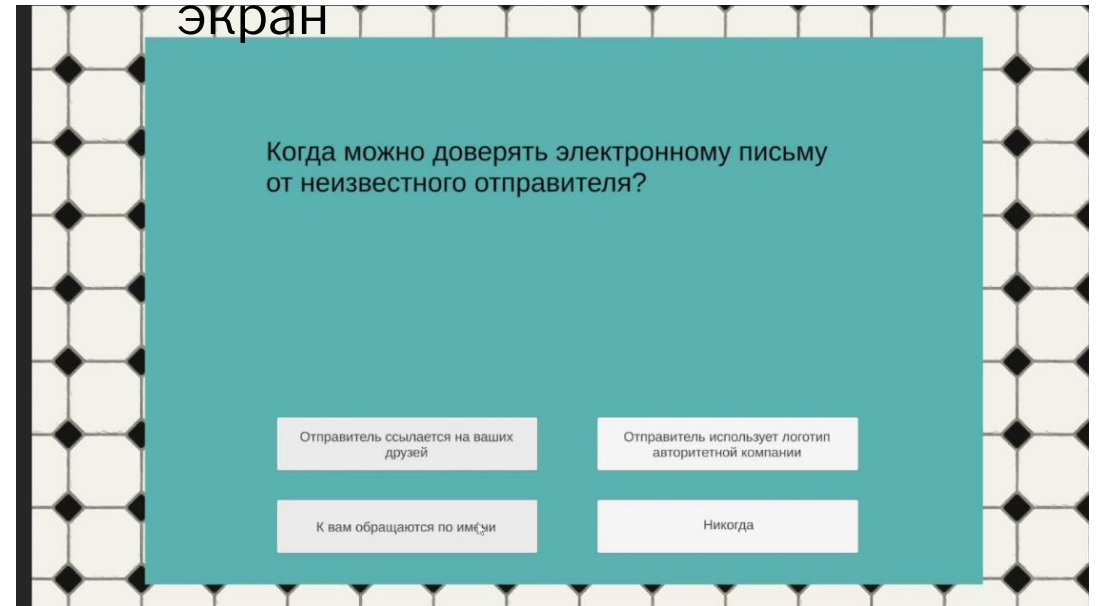 экран
Когда можно доверять электронному письму
от неизвестного отправителя?
Отправитель ссылается на ваших
друзей
Отправитель использует логотип
авторитетной компании
К вам обращаются по имени
Никогда